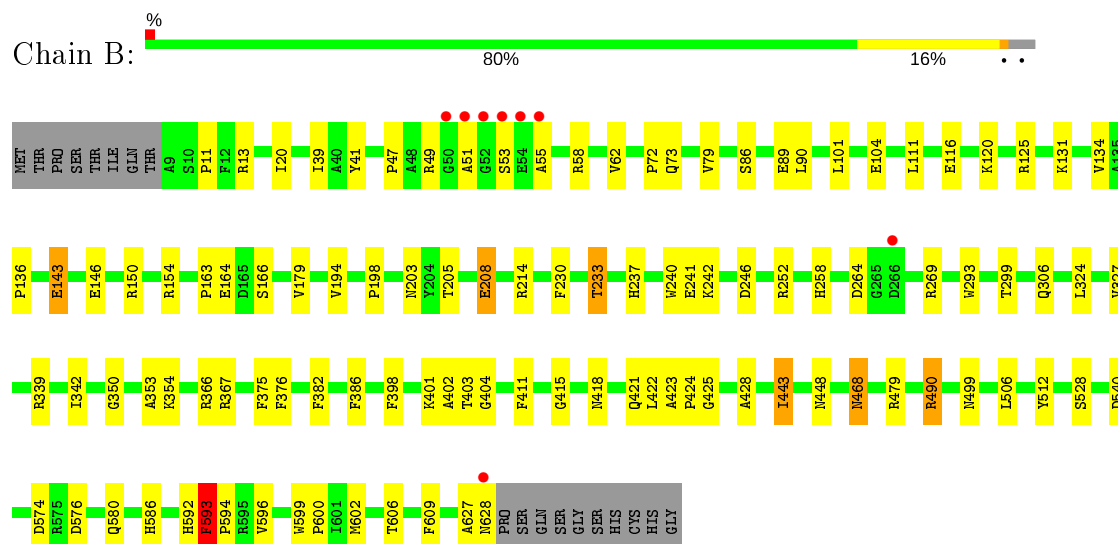 %
Chain B:
80% 16% • •
MET THR PRO SER THR ILE GLN THR A9 S10 P11 F12 R13 I20 I39 A40 Y41 P47 A48 R49 G50 A51 G52 S53 E54 A55 R58 V62 P72 Q73 V79 S86 E89 L90 L101 E104 L111 E116 K120 R125 K131 V134 A135
P136 E143 E146 R150 R154 P163 E164 D165 S166 V179 V194 P198 N203 Y204 T205 E208 R214 F230 T233 H237 W240 E241 K242 D246 R252 H258 D264 G265 D266 R269 W293 T299 Q306 L324 V327
R339 I342 G350 A353 K354 R366 R367 F375 F376 F382 F386 F398 K401 A402 T403 G404 F411 G415 N418 Q421 L422 A423 P424 G425 A428 I443 N448 N468 R479 R490 N499 L506 Y512 S528 D540
D574 R575 D576 Q580 H586 H592 F593 P594 R595 V596 W599 P600 I601 M602 T606 F609 A627 N628 PRO SER GLN SER GLY SER HIS CYS HIS GLY